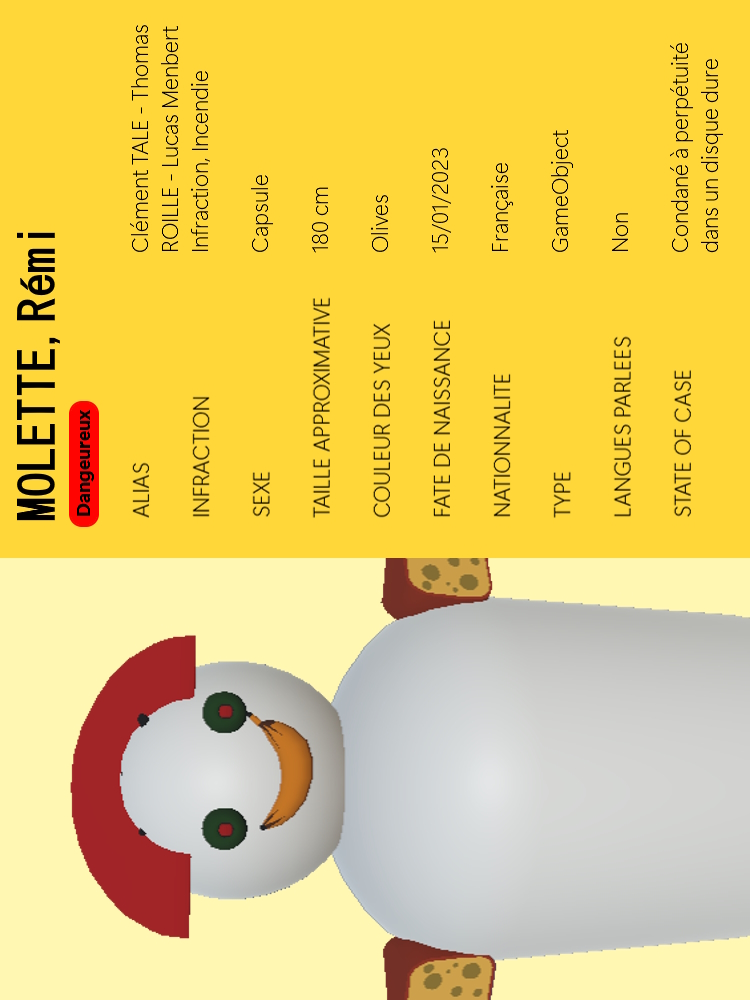 MOLETTE, Rémi
Dangeureux
ALIAS
Clément TALE - Thomas
ROILLE - Lucas Menbert
INFRACTION
Infraction, Incendie
SEXE
Capsule
TAILLE APPROXIMATIVE
180 cm
COULEUR DES YEUX
Olives
FATE DE NAISSANCE
15/01/2023
NATIONNALITE
Française
TYPE
GameObject
LANGUES PARLEES
Non
STATE OF CASE
Condané à perpétuité
dans un disque dure